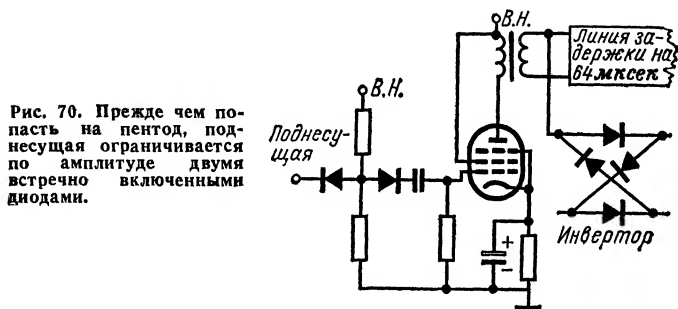 Рис. 70. Прежде чем по-
пасть на пентод, под-
несущая ограничивается
по амплитуде двумя
встречно включенными
диодами.
В.Н.
Поднесу-
щая
В.Н.
+
-
Линия за-
держки на
64 мксек
Инвертор